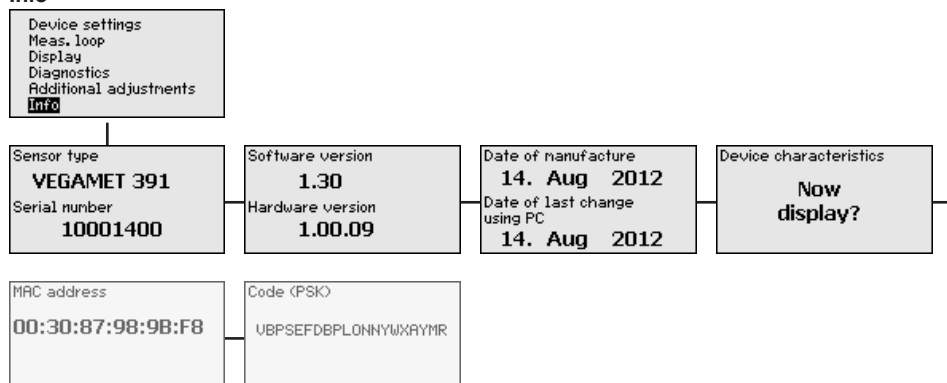 Device settings
Meas. loop
Display
Diagnostics
Additional adjustments
Info
Sensor type
VEGAMET 391
Serial number
10001400
Software version
1.30
Hardware version
1.00.09
Date of manufacture
14. Aug 2012
Date of last change
using PC
14. Aug 2012
Device characteristics
Now
display?
MAC address
00:30:87:98:9B:F8
Code (PSK)
VBPSEFDBPLONNYWXAYMR